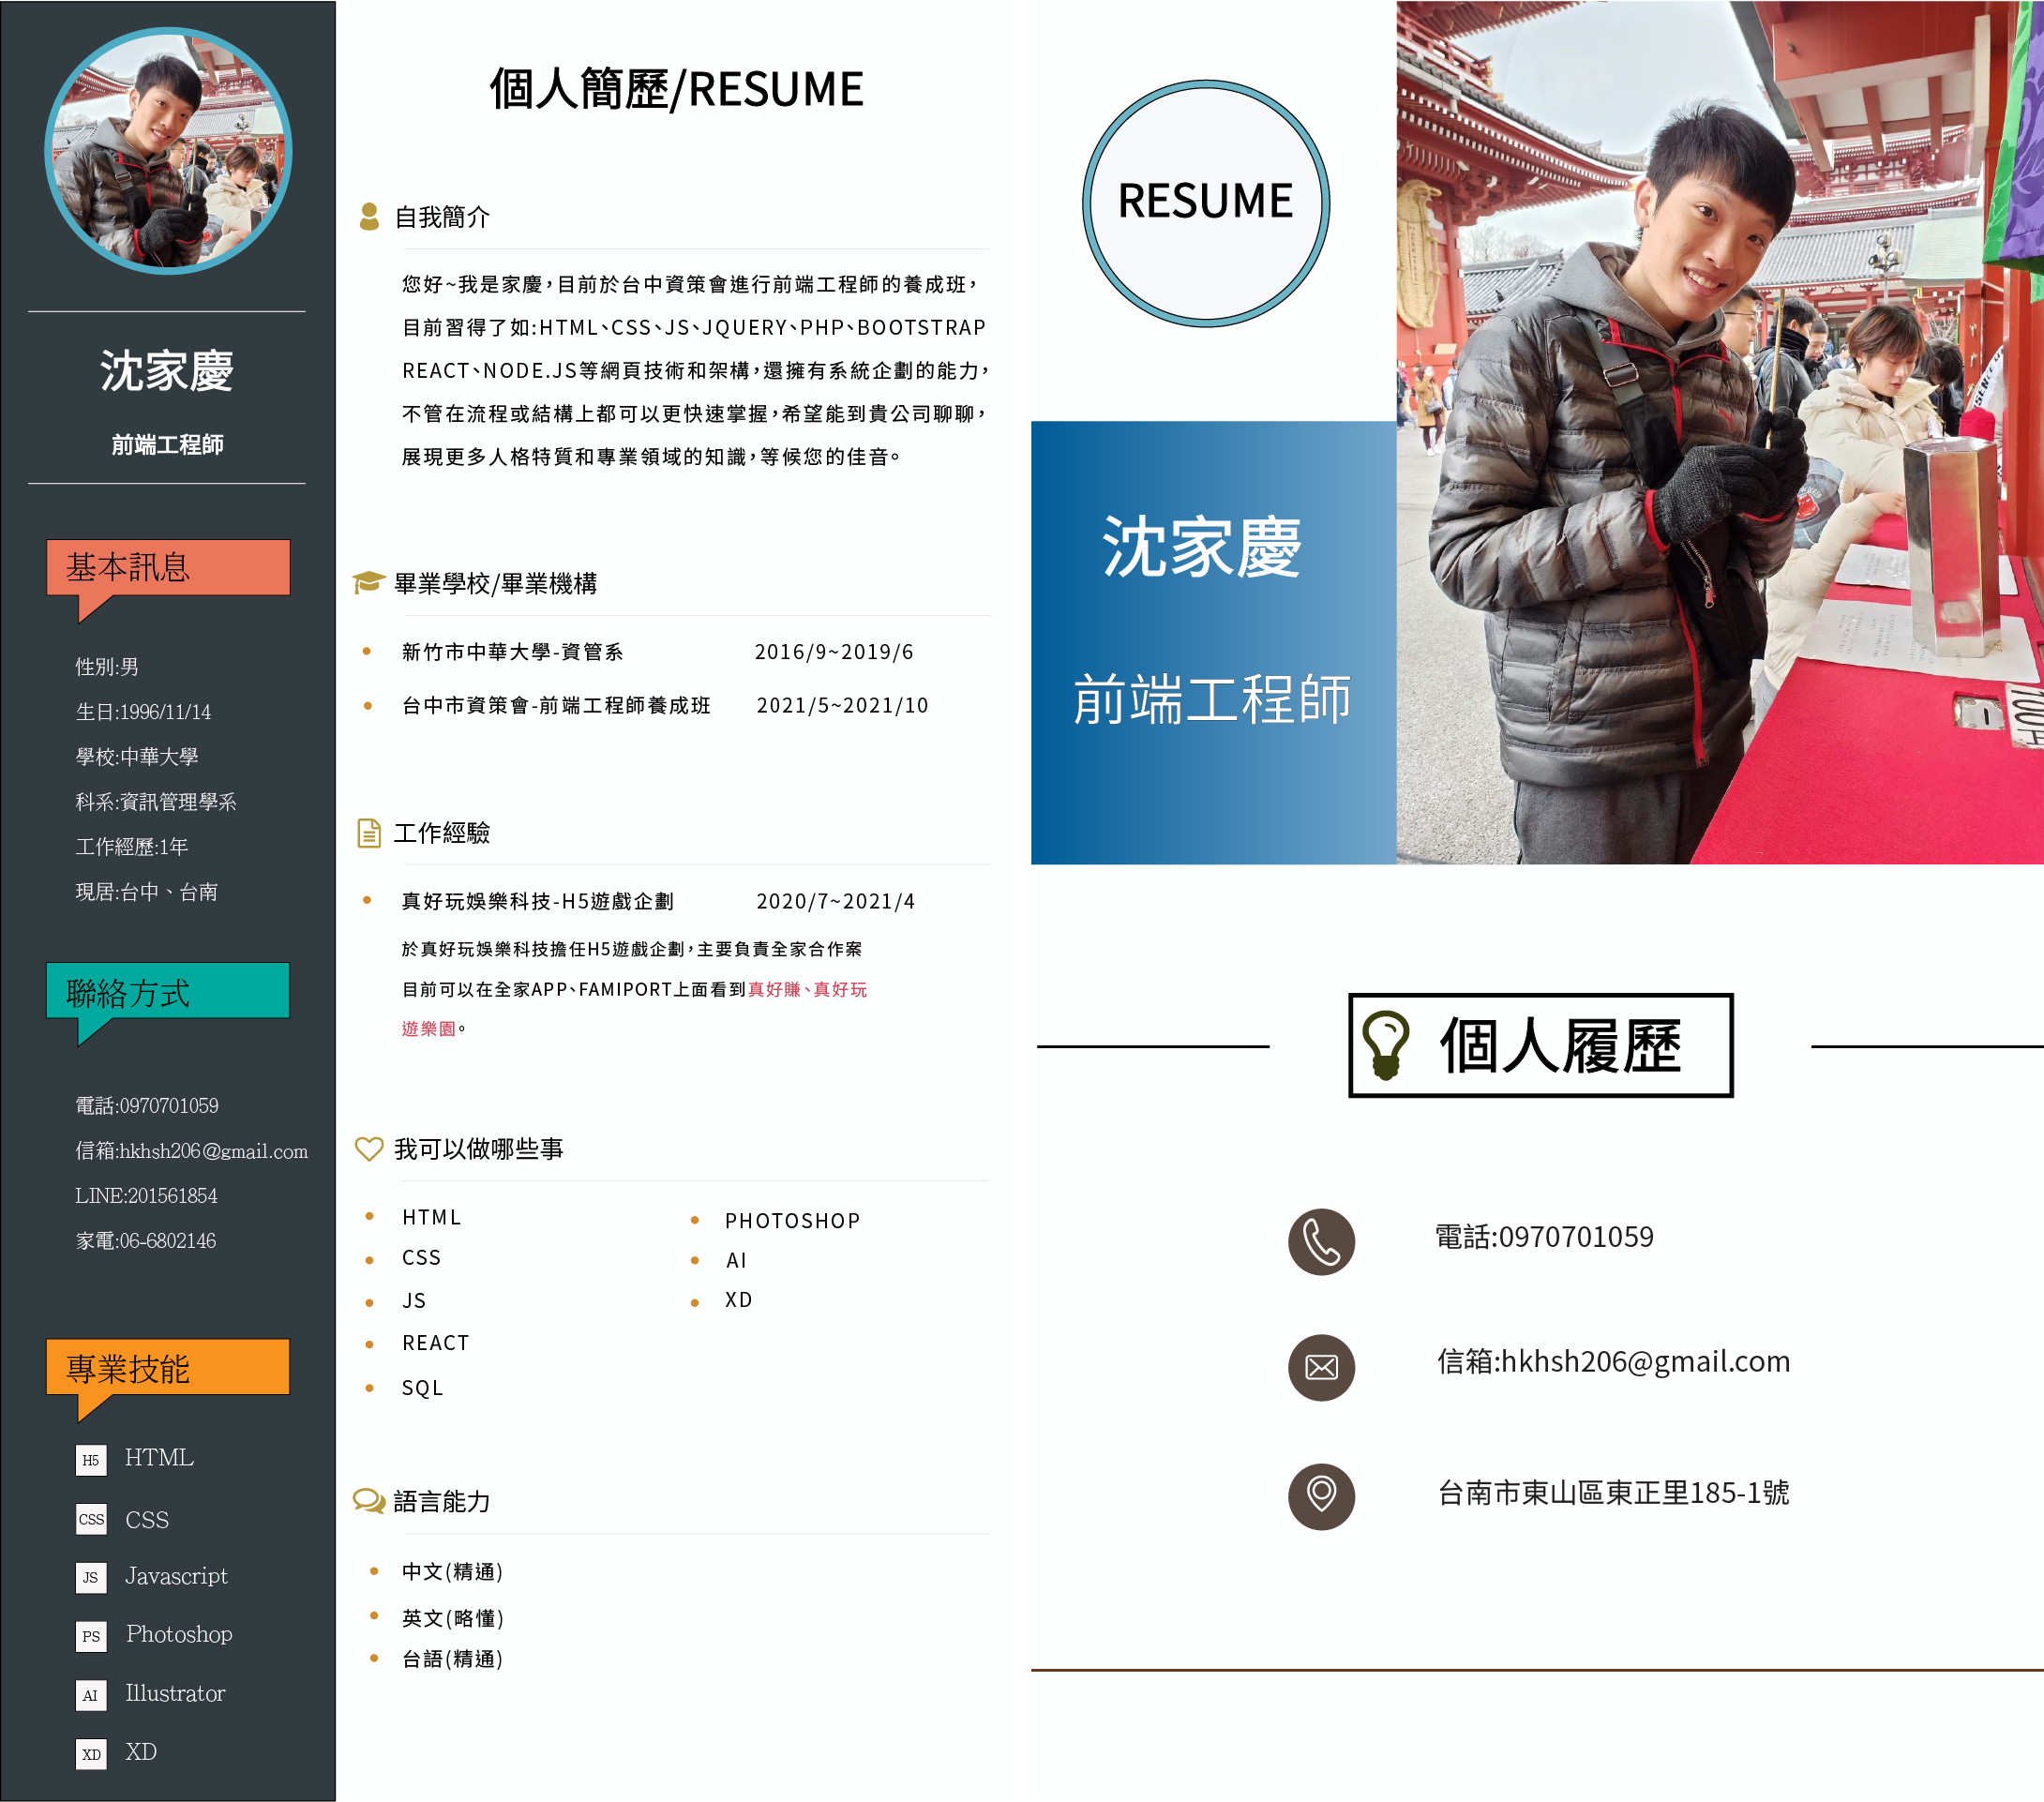 沈家慶
前端工程師
基本訊息
性別:男
生日:1996/11/14
學校:中華大學
科系:資訊管理學系
工作經歷:1年
現居:台中、台南
聯絡方式
電話:0970701059
信箱:hkhsh206@gmail.com
LINE:201561854
家電:06-6802146
專業技能
H5 HTML
CSS CSS
JS Javascript
PS Photoshop
AI Illustrator
XD XD
個人簡歷/RESUME
自我簡介
您好~我是家慶,目前於台中資策會進行前端工程師的養成班,
目前習得了如:HTML、CSS、JS、JQUERY、PHP、BOOTSTRAP
REACT、NODE.JS等網頁技術和架構,還擁有系統企劃的能力,
不管在流程或結構上都可以更快速掌握,希望能到貴公司聊聊,
展現更多人格特質和專業領域的知識,等候您的佳音。
畢業學校/畢業機構
新竹市中華大學-資管系 2016/9~2019/6
台中市資策會-前端工程師養成班 2021/5~2021/10
工作經驗
真好玩娛樂科技-H5遊戲企劃 2020/7~2021/4
於真好玩娛樂科技擔任H5遊戲企劃,主要負責全家合作案
目前可以在全家APP、FAMIPORT上面看到真好賺、真好玩
遊樂園。
我可以做哪些事
HTML
CSS
JS
REACT
SQL
PHOTOSHOP
AI
XD
語言能力
中文(精通)
英文(略懂)
台語(精通)
RESUME
沈家慶
前端工程師
個人履歷
電話:0970701059
信箱:hkhsh206@gmail.com
台南市東山區東正里185-1號